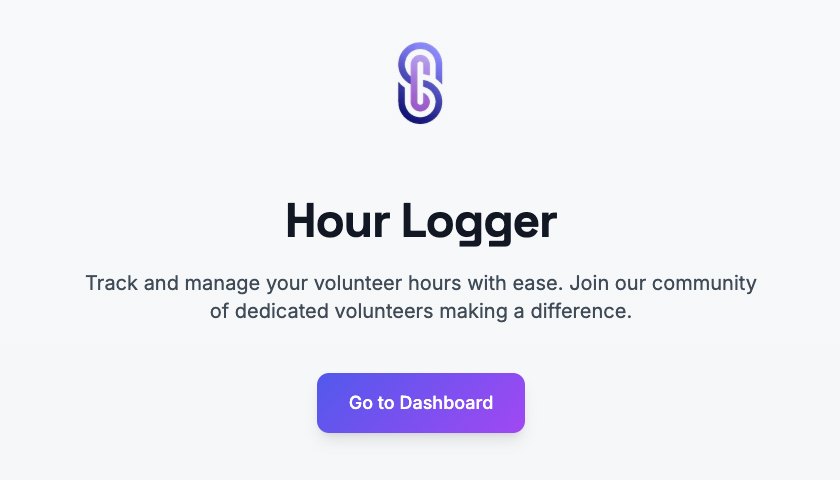 Hour Logger
Track and manage your volunteer hours with ease. Join our community
of dedicated volunteers making a difference.
Go to Dashboard